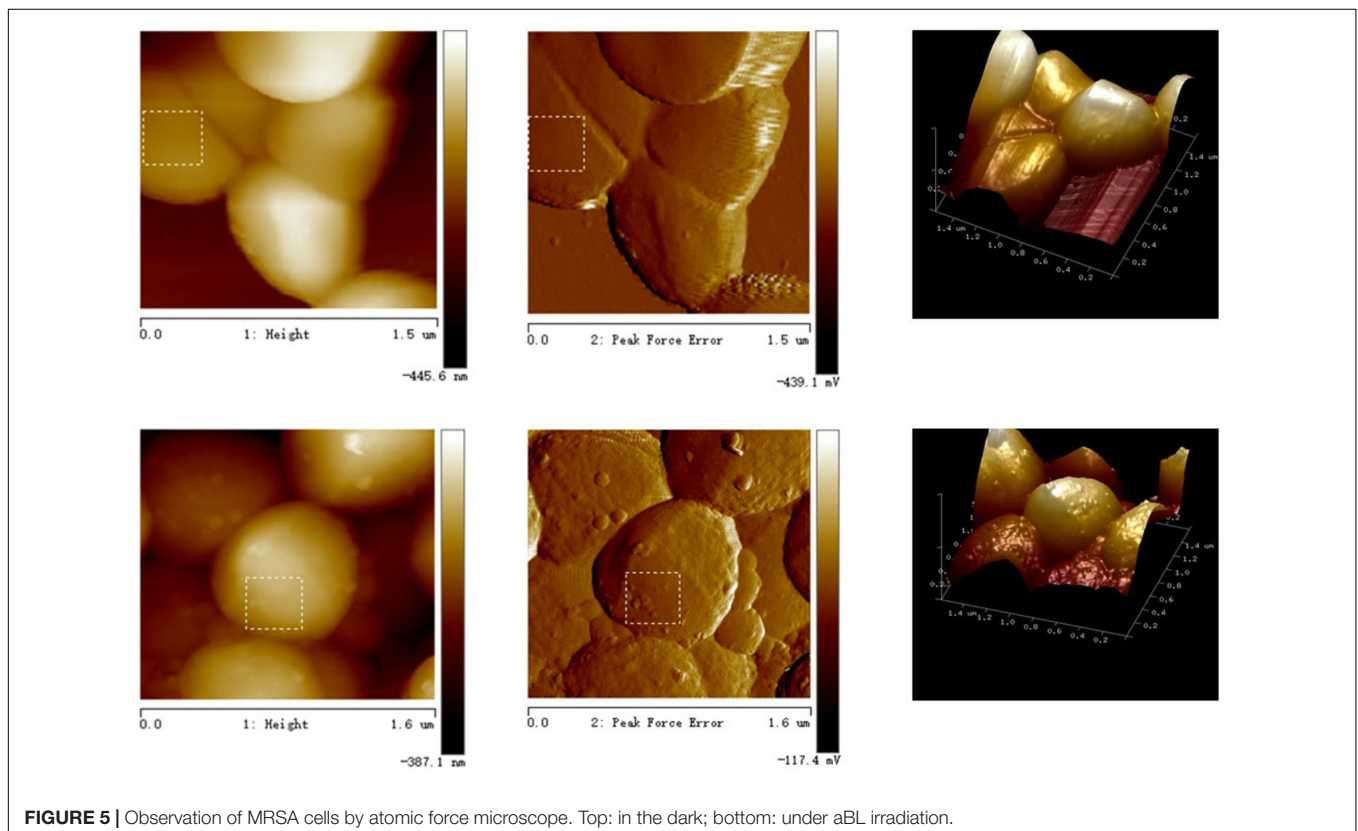 0.0 1: Height 1.5 um
-445.6 nm
0.0 2: Peak Force Error 1.5 um
-439.1 mV
0.2
1.4 um
1.2
1.0
0.8
0.6
0.4
0.2
1.4 um
1.2
1.0
0.8
0.6
0.4
0.2
0.0 1: Height 1.6 um
-387.1 nm
0.0 2: Peak Force Error 1.6 um
-117.4 mV
1.4 um
1.2
1.0
0.8
0.6
0.4
0.2
1.4 um
1.2
1.0
0.8
0.6
0.4
0.2
FIGURE 5 | Observation of MRSA cells by atomic force microscope. Top: in the dark; bottom: under aBL irradiation.